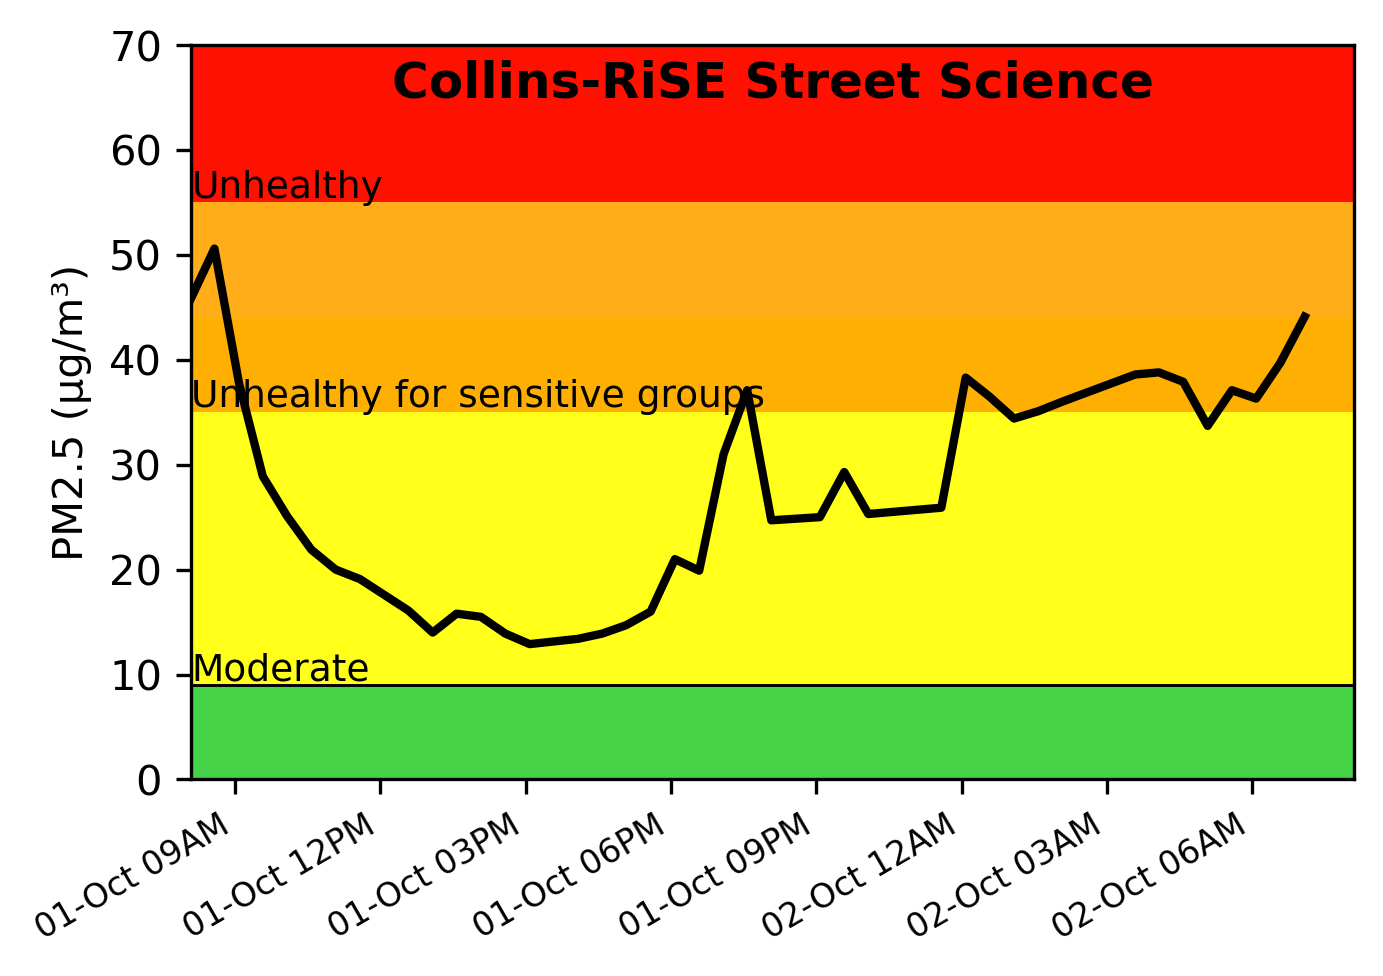 Collins-RiSE Street Science
70
60
50
40
30
20
10
0
PM2.5 (µg/m³)
Unhealthy
Unhealthy for sensitive groups
Moderate
01-Oct 09AM
01-Oct 12PM
01-Oct 03PM
01-Oct 06PM
01-Oct 09PM
02-Oct 12AM
02-Oct 03AM
02-Oct 06AM